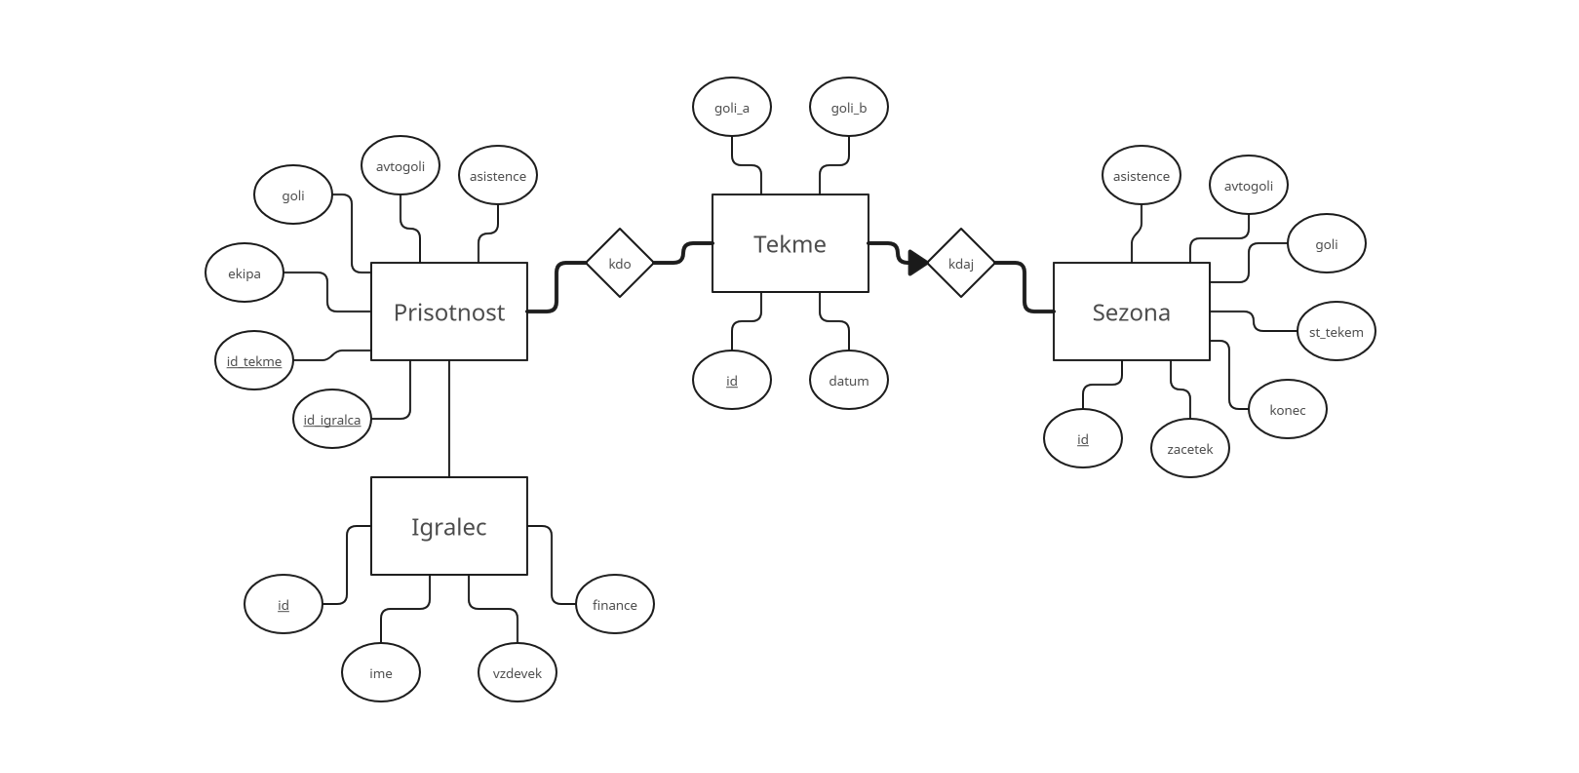 goli_a
goli_b
avtogoli
asistence
goli
ekipa
id_tekme
id_igralca
Prisotnost
kdo
Tekme
id
datum
kdaj
asistence
avtogoli
goli
st_tekem
konec
Sezona
id
zacetek
Igralec
id
ime
vzdevek
finance